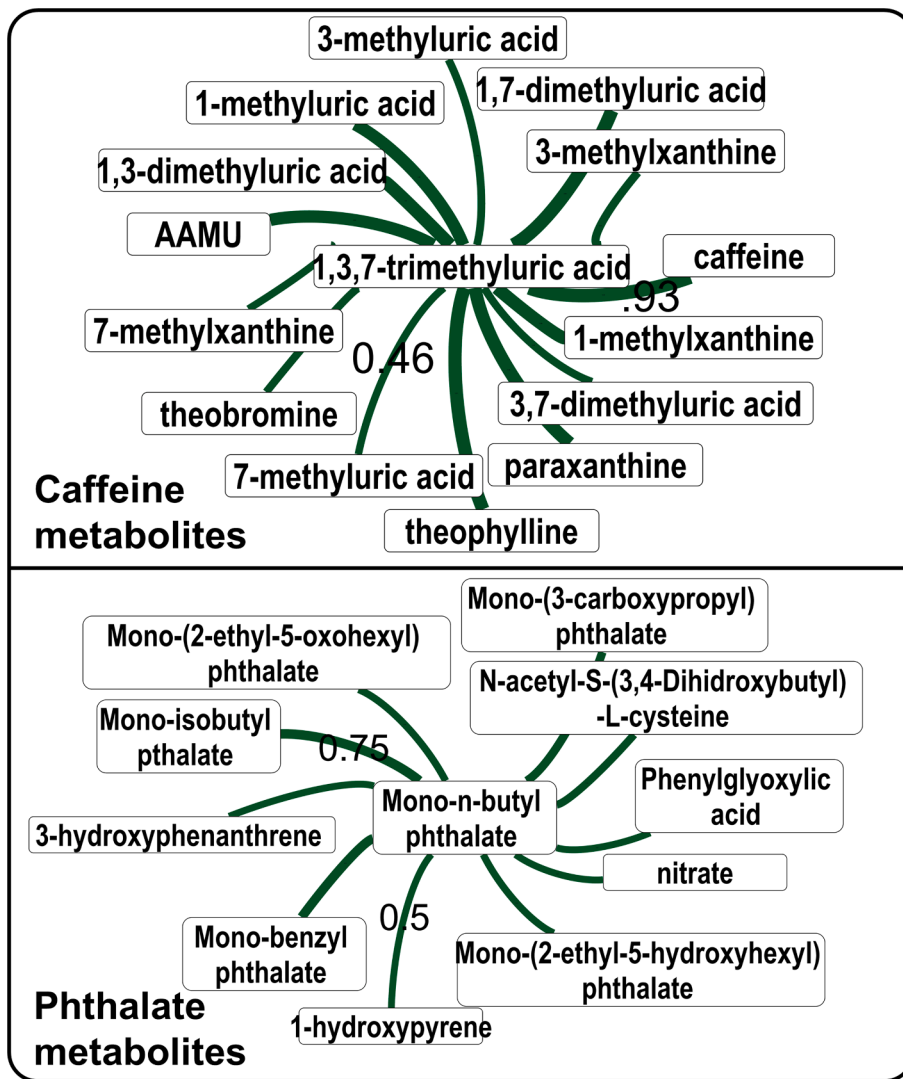 3-methyluric acid
1,7-dimethyluric acid
1-methyluric acid
3-methylxanthine
1,3-dimethyluric acid
AAMU
caffeine
1,3,7-trimethyluric acid
.93
7-methylxanthine
1-methylxanthine
0.46
theobromine
3,7-dimethyluric acid
7-methyluric acid
paraxanthine
theophylline
Caffeine
metabolites
Mono-(3-carboxypropyl)
phthalate
Mono-(2-ethyl-5-oxohexyl)
phthalate
N-acetyl-S-(3,4-Dihidroxybutyl)
-L-cysteine
Mono-isobutyl
pthalate
0.75
Phenylglyoxylic
acid
Mono-n-butyl
phthalate
3-hydroxyphenanthrene
nitrate
0.5
Mono-benzyl
phthalate
Mono-(2-ethyl-5-hydroxyhexyl)
phthalate
1-hydroxypyrene
Phthalate
metabolites